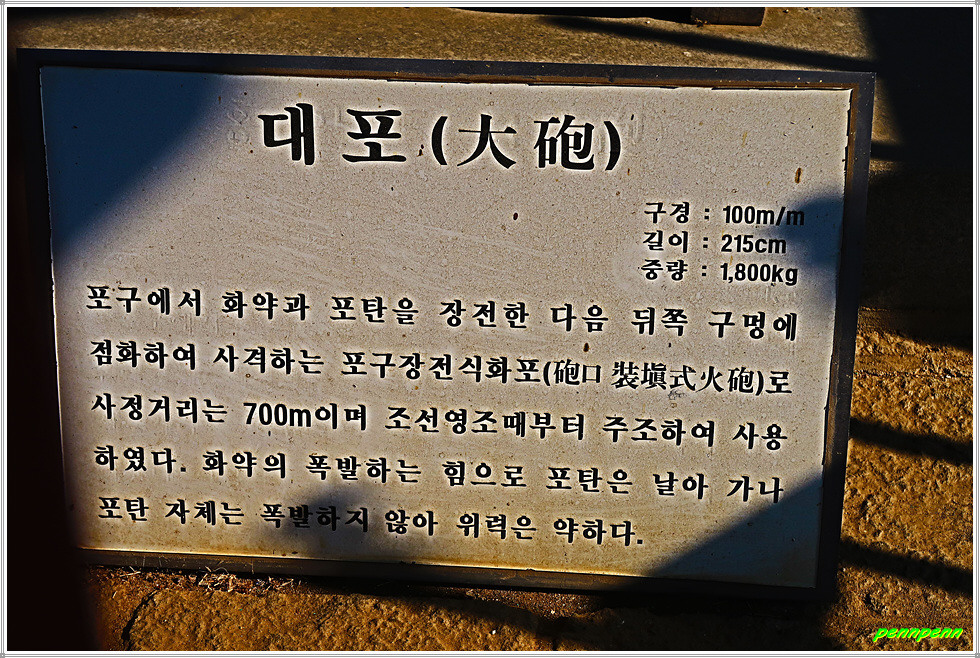 대포(大砲)
구경 : 100m/m
길이 : 215cm
중량 : 1,800kg
포구에서 화약과 포탄을 장전한 다음 뒤쪽 구멍에
점화하여 사격하는 포구장전식화포(砲口 裝塡式火砲)로
사정거리는 700m이며 조선영조때부터 주조하여 사용
하였다. 화약의 폭발하는 힘으로 포탄은 날아 가나
포탄 자체는 폭발하지 않아 위력은 약하다.
pennpenn